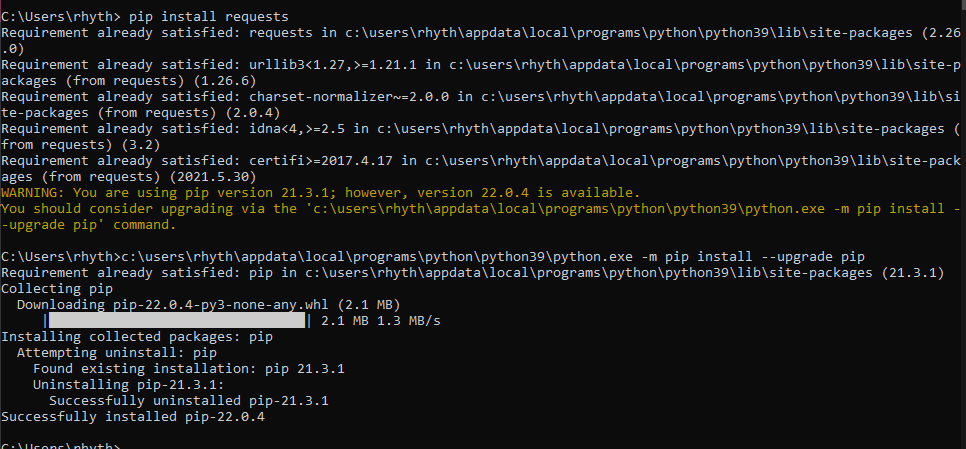 C:\Users\rhyth> pip install requests
Requirement already satisfied: requests in c:\users\rhyth\appdata\local\programs\python\python39\lib\site-packages (2.26
.0)
Requirement already satisfied: urllib3<1.27,>=1.21.1 in c:\users\rhyth\appdata\local\programs\python\python39\lib\site-p
ackages (from requests) (1.26.6)
Requirement already satisfied: charset-normalizer~=2.0.0 in c:\users\rhyth\appdata\local\programs\python\python39\lib\si
te-packages (from requests) (2.0.4)
Requirement already satisfied: idna<4,>=2.5 in c:\users\rhyth\appdata\local\programs\python\python39\lib\site-packages (
from requests) (3.2)
Requirement already satisfied: certifi>=2017.4.17 in c:\users\rhyth\appdata\local\programs\python\python39\lib\site-pack
ages (from requests) (2021.5.30)
WARNING: You are using pip version 21.3.1; however, version 22.0.4 is available.
You should consider upgrading via the 'c:\users\rhyth\appdata\local\programs\python\python39\python.exe -m pip install -
-upgrade pip' command.
C:\Users\rhyth>c:\users\rhyth\appdata\local\programs\python\python39\python.exe -m pip install --upgrade pip
Requirement already satisfied: pip in c:\users\rhyth\appdata\local\programs\python\python39\lib\site-packages (21.3.1)
Collecting pip
  Downloading pip-22.0.4-py3-none-any.whl (2.1 MB)
     |████████████████████████████████| 2.1 MB 1.3 MB/s
Installing collected packages: pip
  Attempting uninstall: pip
    Found existing installation: pip 21.3.1
    Uninstalling pip-21.3.1:
      Successfully uninstalled pip-21.3.1
Successfully installed pip-22.0.4
C:\Users\rhyth>